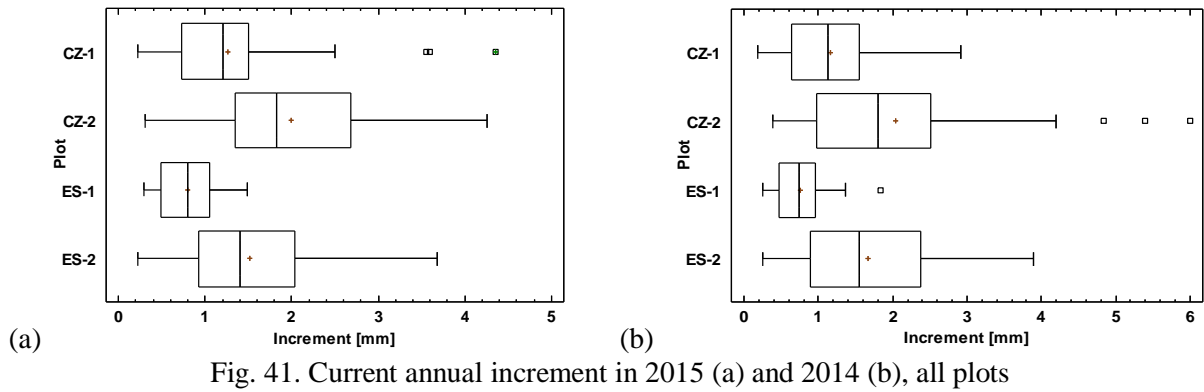 CZ-1
CZ-2
ES-1
ES-2
Plot
0 1 2 3 4 5
Increment [mm]
(a)
CZ-1
CZ-2
ES-1
ES-2
Plot
0 1 2 3 4 5 6
Increment [mm]
(b)
Fig. 41. Current annual increment in 2015 (a) and 2014 (b), all plots